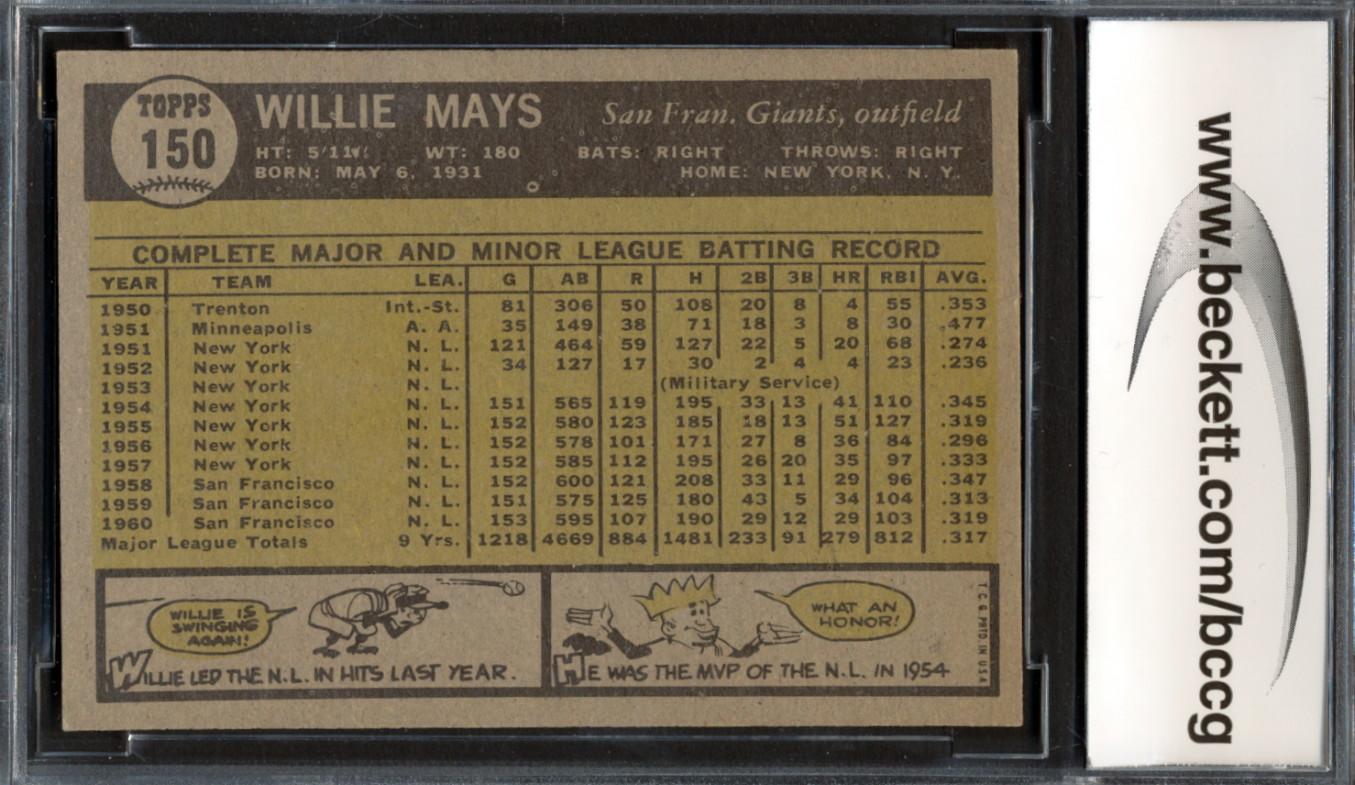 TOPPS
150
WILLIE MAYS San Fran. Giants, outfield
HT: 5'11 WT: 180 BATS: RIGHT THROWS: RIGHT
BORN: MAY 6, 1931 HOME: NEW YORK, N. Y.
COMPLETE MAJOR AND MINOR LEAGUE BATTING RECORD
YEAR TEAM LEA. G AB R H 2B 3B HR RBI AVG.
1950 Trenton Int.-St. 81 306 50 108 20 8 4 55 .353
1951 Minneapolis A. A. 35 149 38 71 18 3 8 30 .477
1951 New York N. L. 121 464 59 127 22 5 20 68 .274
1952 New York N. L. 34 127 17 30 2 4 4 23 .236
1953 New York N. L. (Military Service)
1954 New York N. L. 151 565 119 195 33 13 41 110 .345
1955 New York N. L. 152 580 123 185 18 13 51 127 .319
1956 New York N. L. 152 578 101 171 27 8 36 84 .296
1957 New York N. L. 152 585 112 195 26 20 35 97 .333
1958 San Francisco N. L. 152 600 121 208 33 11 29 96 .347
1959 San Francisco N. L. 151 575 125 180 43 5 34 104 .313
1960 San Francisco N. L. 153 595 107 190 29 12 29 103 .319
Major League Totals 9 Yrs. 1218 4669 884 1481 233 91 279 812 .317
WILLIE IS
SWINGING
AGAIN!
WILLIE LED THE N.L. IN HITS LAST YEAR.
WHAT AN
HONOR!
HE WAS THE MVP OF THE N.L. IN 1954
T.C.G. PRTD. IN U.S.A.
www.beckett.com/bccg